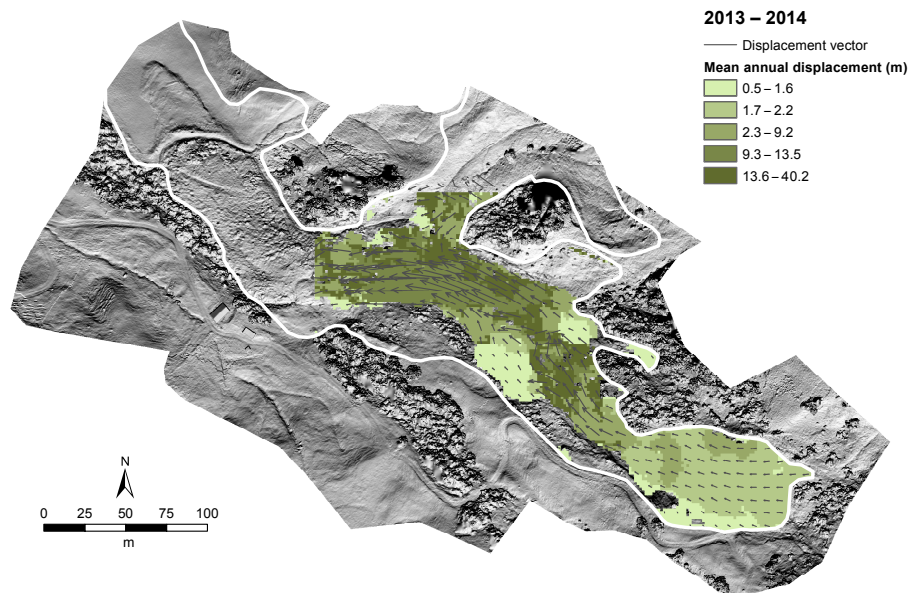 2013 – 2014
Displacement vector
Mean annual displacement (m)
0.5 – 1.6
1.7 – 2.2
2.3 – 9.2
9.3 – 13.5
13.6 – 40.2
N
0 25 50 75 100
m